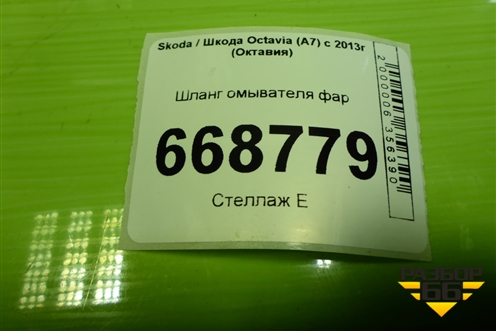 Skoda / Шкода Octavia (A7) с 2013г
(Октавия)
Шланг омывателя фар
668779
Стеллаж Е
2000006356390
РАЗБОР
66